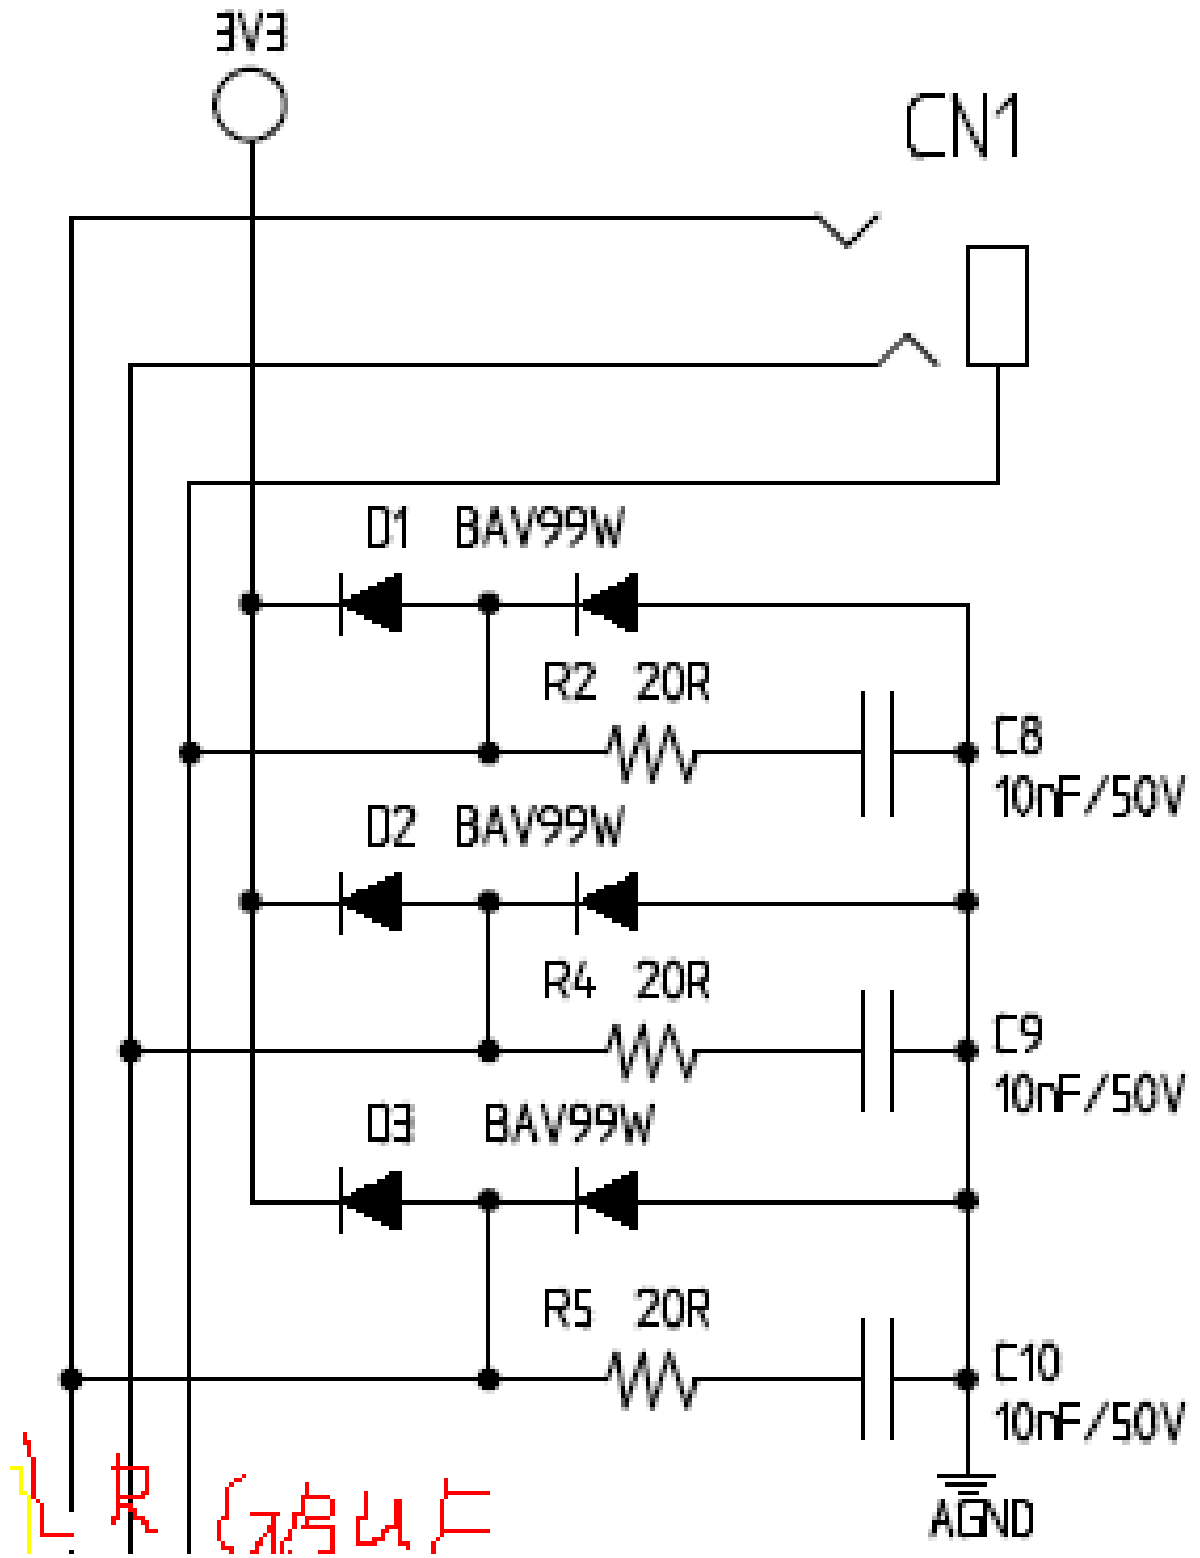 3V3
CN1
D1 BAV99W
R2 20R
C8
10nF/50V
D2 BAV99W
R4 20R
C9
10nF/50V
D3 BAV99W
R5 20R
C10
10nF/50V
AGND
L R